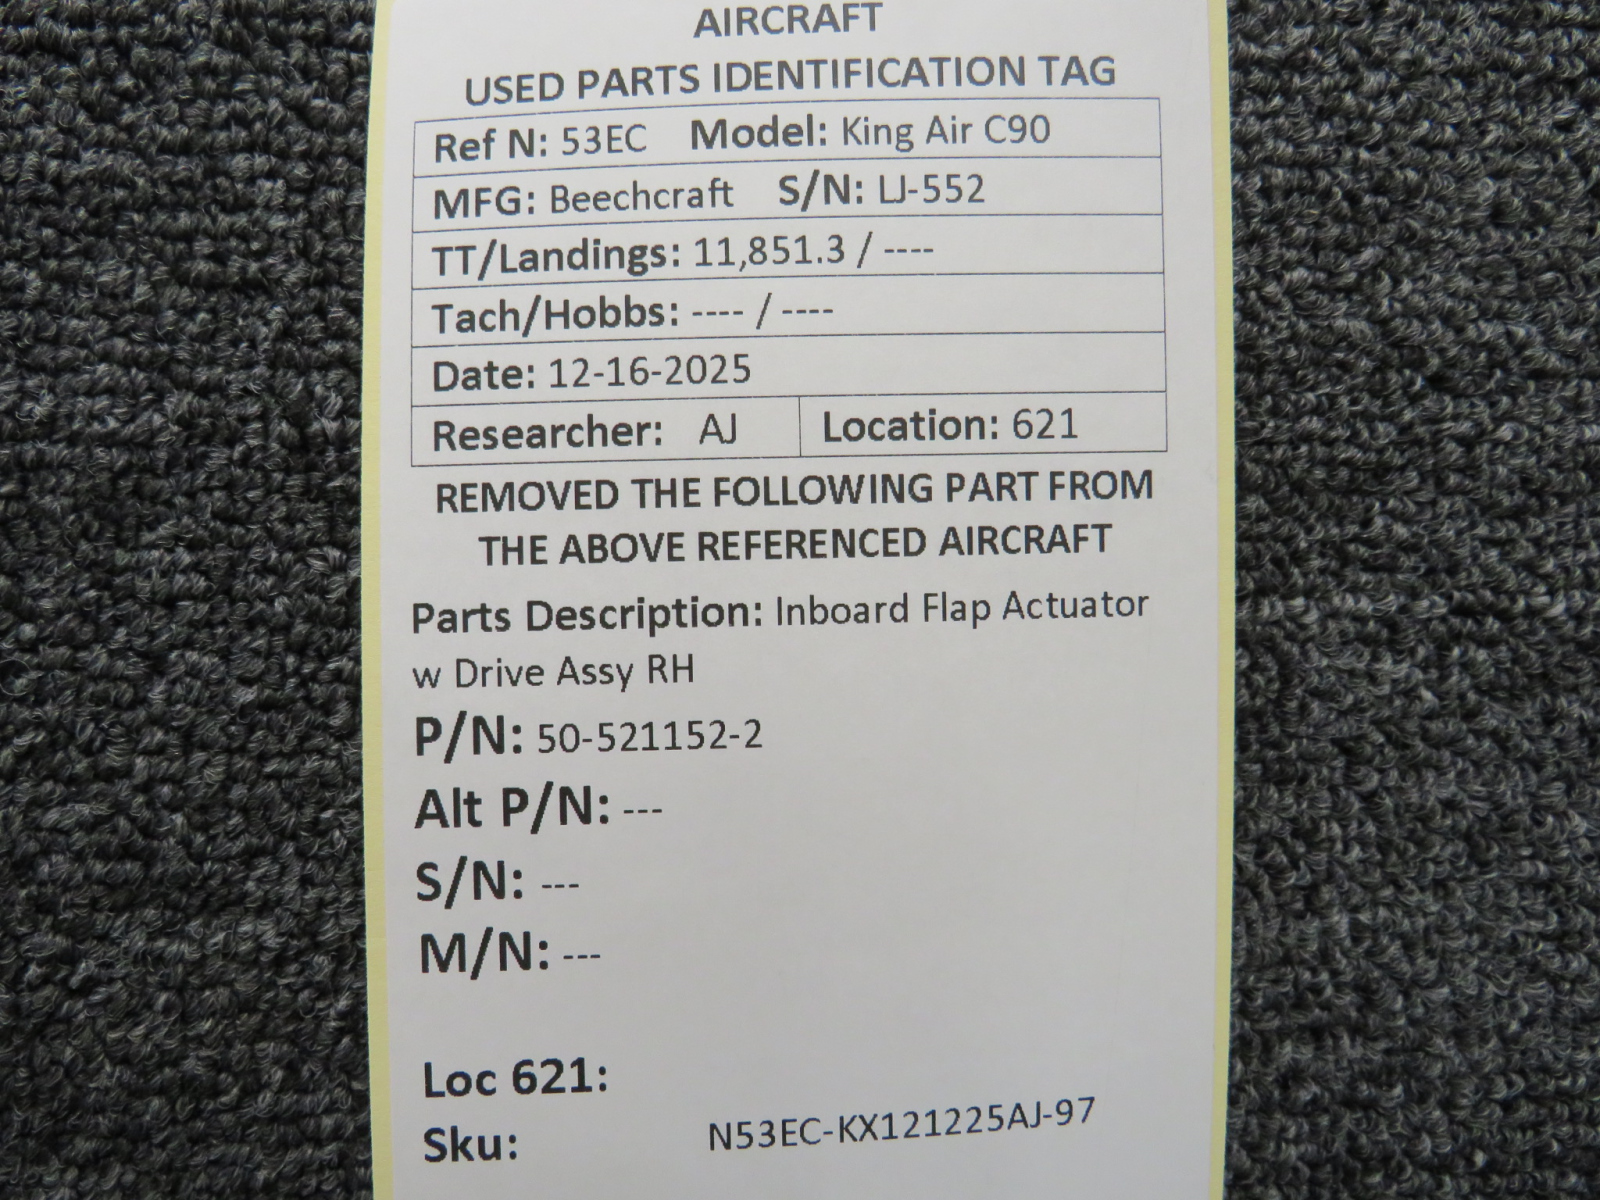 AIRCRAFT
USED PARTS IDENTIFICATION TAG
Ref N: 53EC Model: King Air C90
MFG: Beechcraft S/N: LJ-552
TT/Landings: 11,851.3 / ----
Tach/Hobbs: ---- / ----
Date: 12-16-2025
Researcher: AJ Location: 621
REMOVED THE FOLLOWING PART FROM
THE ABOVE REFERENCED AIRCRAFT
Parts Description: Inboard Flap Actuator
w Drive Assy RH
P/N: 50-521152-2
Alt P/N: ---
S/N: ---
M/N: ---
Loc 621:
Sku: N53EC-KX121225AJ-97